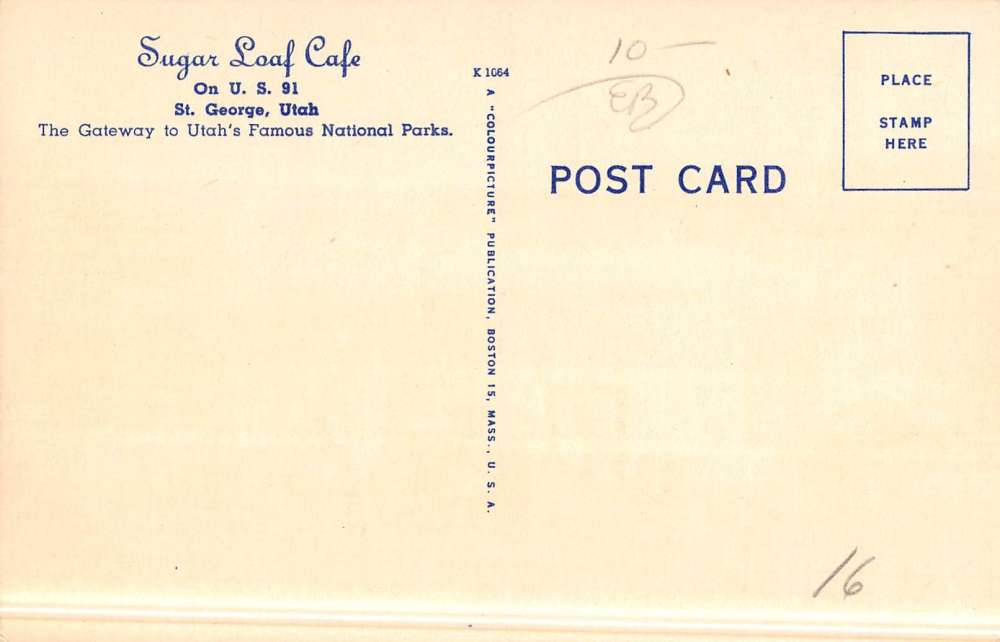 Sugar Loaf Cafe
On U. S. 91
St. George, Utah
The Gateway to Utah's Famous National Parks.
K 1064
A "COLOURPICTURE" PUBLICATION, BOSTON 15, MASS., U. S. A.
10 —
EB
POST CARD
PLACE
STAMP
HERE
16